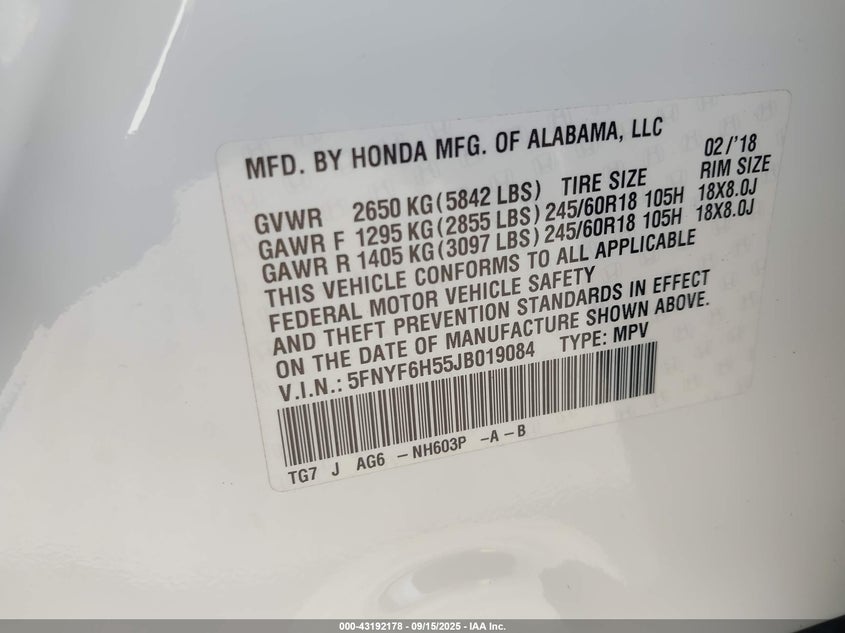 MFD. BY HONDA MFG. OF ALABAMA, LLC 02/'18
GVWR 2650 KG(5842 LBS) TIRE SIZE RIM SIZE
GAWR F 1295 KG(2855 LBS) 245/60R18 105H 18X8.0J
GAWR R 1405 KG(3097 LBS) 245/60R18 105H 18X8.0J
THIS VEHICLE CONFORMS TO ALL APPLICABLE
FEDERAL MOTOR VEHICLE SAFETY
AND THEFT PREVENTION STANDARDS IN EFFECT
ON THE DATE OF MANUFACTURE SHOWN ABOVE.
V.I.N.: 5FNYF6H55JB019084 TYPE: MPV
TG7 J AG6 -NH603P -A-B
000-43192178 - 09/15/2025 - IAA Inc.